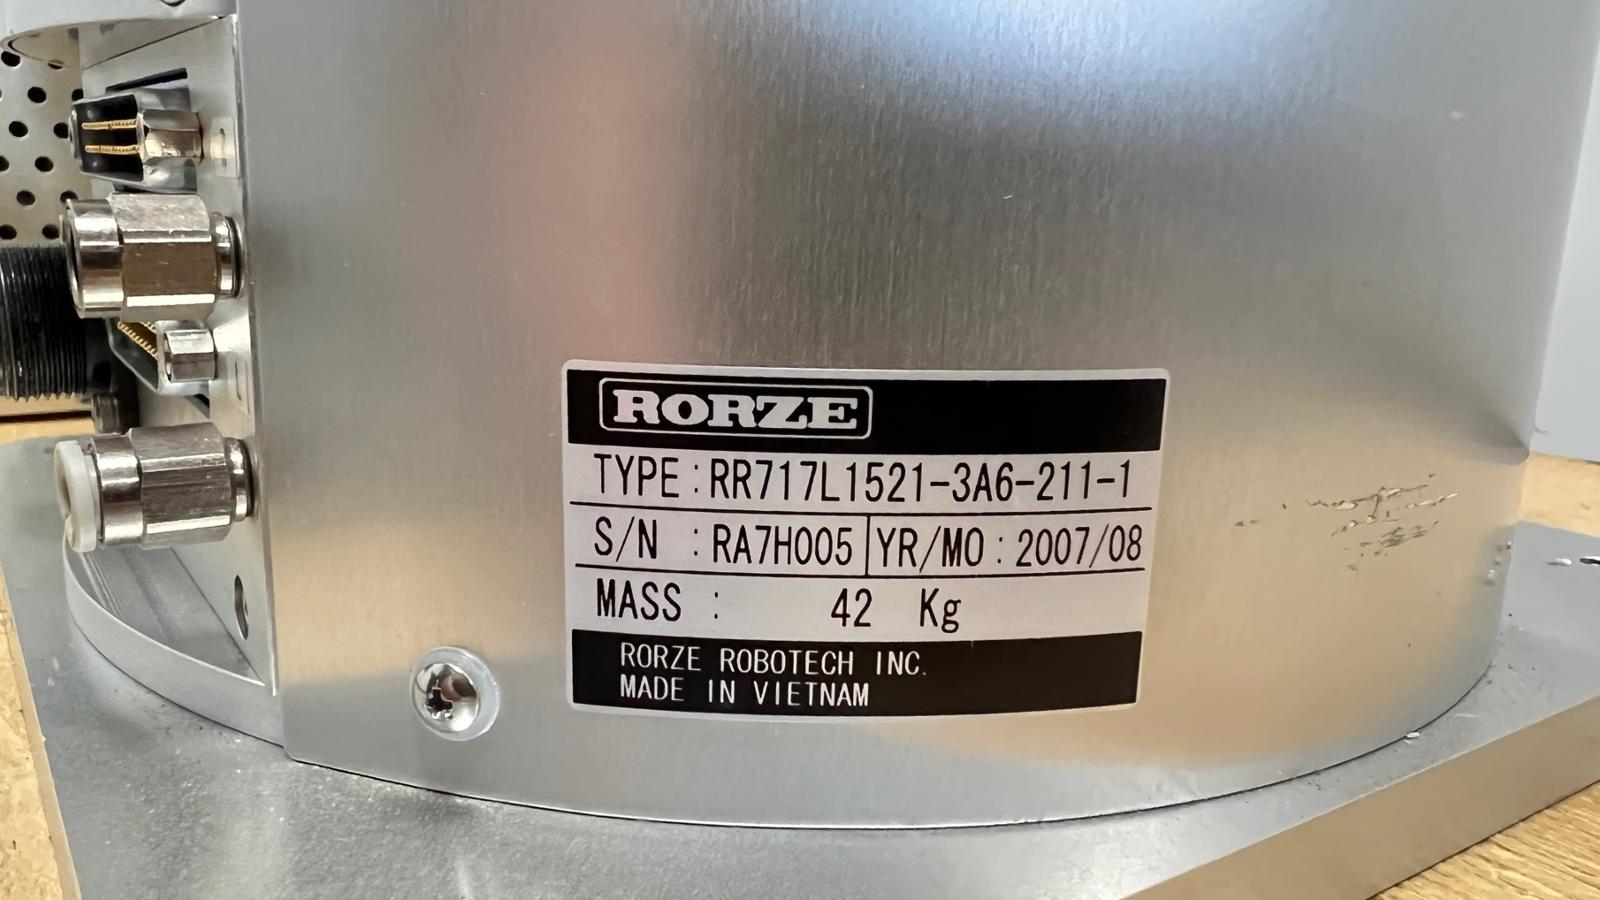 RORZE
TYPE : RR717L1521-3A6-211-1
S/N : RA7H005 YR/MO : 2007/08
MASS : 42 Kg
RORZE ROBOTECH INC.
MADE IN VIETNAM